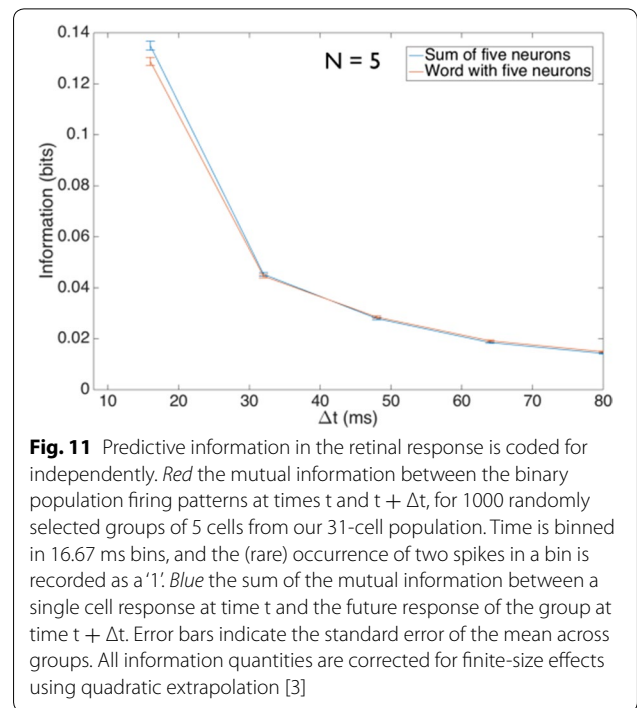 0.14
0.12
0.1
0.08
0.06
0.04
0.02
0
Information (bits)
N = 5
Sum of five neurons
Word with five neurons
10 20 30 40 50 60 70 80
Δt (ms)
Fig. 11 Predictive information in the retinal response is coded for
independently. Red the mutual information between the binary
population firing patterns at times t and t + Δt, for 1000 randomly
selected groups of 5 cells from our 31-cell population. Time is binned
in 16.67 ms bins, and the (rare) occurrence of two spikes in a bin is
recorded as a ‘1’. Blue the sum of the mutual information between a
single cell response at time t and the future response of the group at
time t + Δt. Error bars indicate the standard error of the mean across
groups. All information quantities are corrected for finite-size effects
using quadratic extrapolation [3]